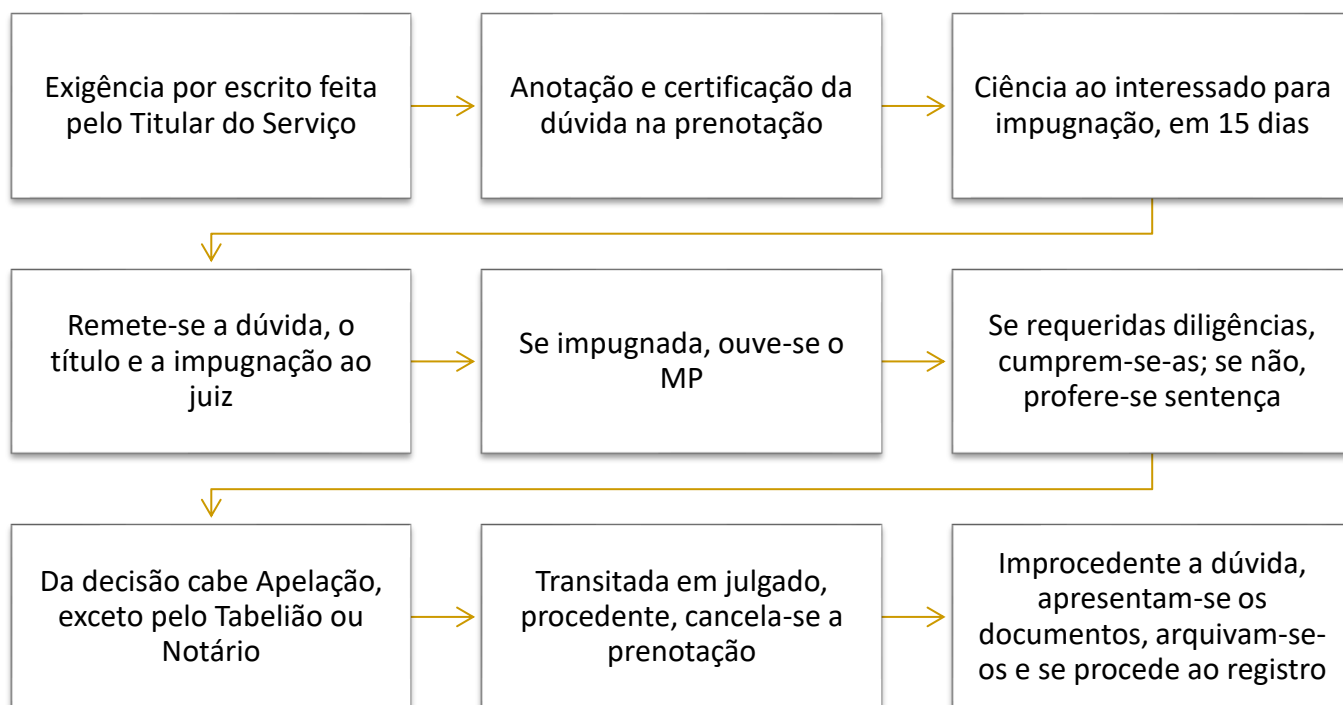 Exigência por escrito feita
pelo Titular do Serviço
Anotação e certificação da
dúvida na prenotação
Ciência ao interessado para
impugnação, em 15 dias
Remete-se a dúvida, o
título e a impugnação ao
juiz
Se impugnada, ouve-se o
MP
Se requeridas diligências,
cumprem-se-as; se não,
profere-se sentença
Da decisão cabe Apelação,
exceto pelo Tabelião ou
Notário
Transitada em julgado,
procedente, cancela-se a
prenotação
Improcedente a dúvida,
apresentam-se os
documentos, arquivam-se-
os e se procede ao registro